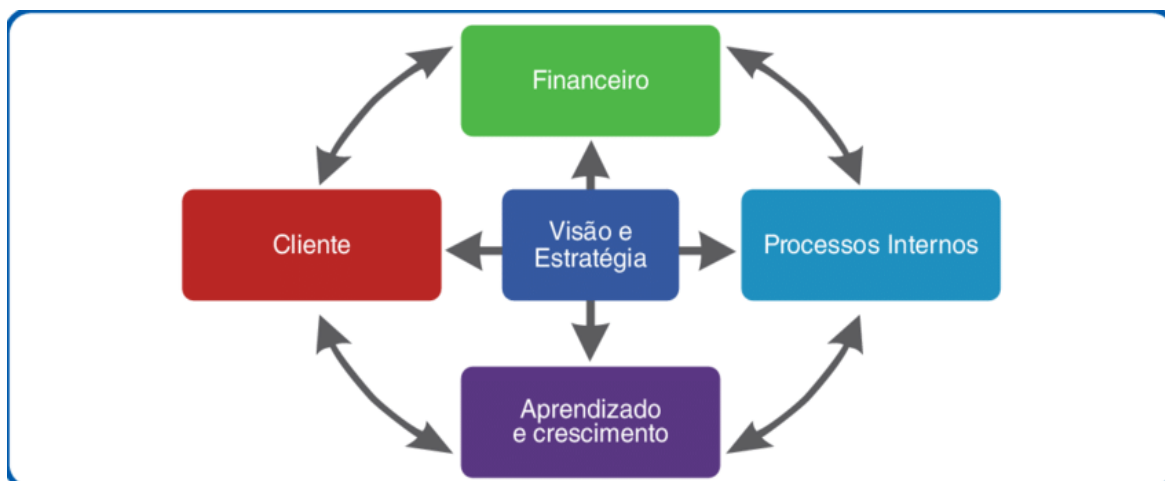 Financeiro
Cliente
Visão e
Estratégia
Processos Internos
Aprendizado
e crescimento